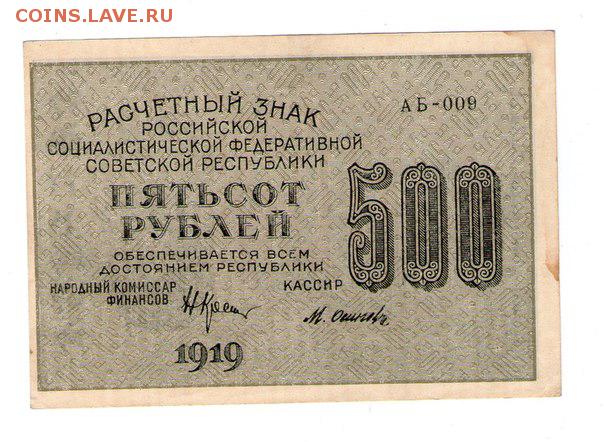 COINS.LAVE.RU
РАСЧЕТНЫЙ ЗНАК
РОССИЙСКОЙ
СОЦИАЛИСТИЧЕСКОЙ ФЕДЕРАТИВНОЙ
СОВЕТСКОЙ РЕСПУБЛИКИ
АБ-009
ПЯТЬСОТ
РУБЛЕЙ
500
ОБЕСПЕЧИВАЕТСЯ ВСЕМ
ДОСТОЯНИЕМ РЕСПУБЛИКИ
НАРОДНЫЙ КОМИССАР
ФИНАНСОВ
КАССИР
1919